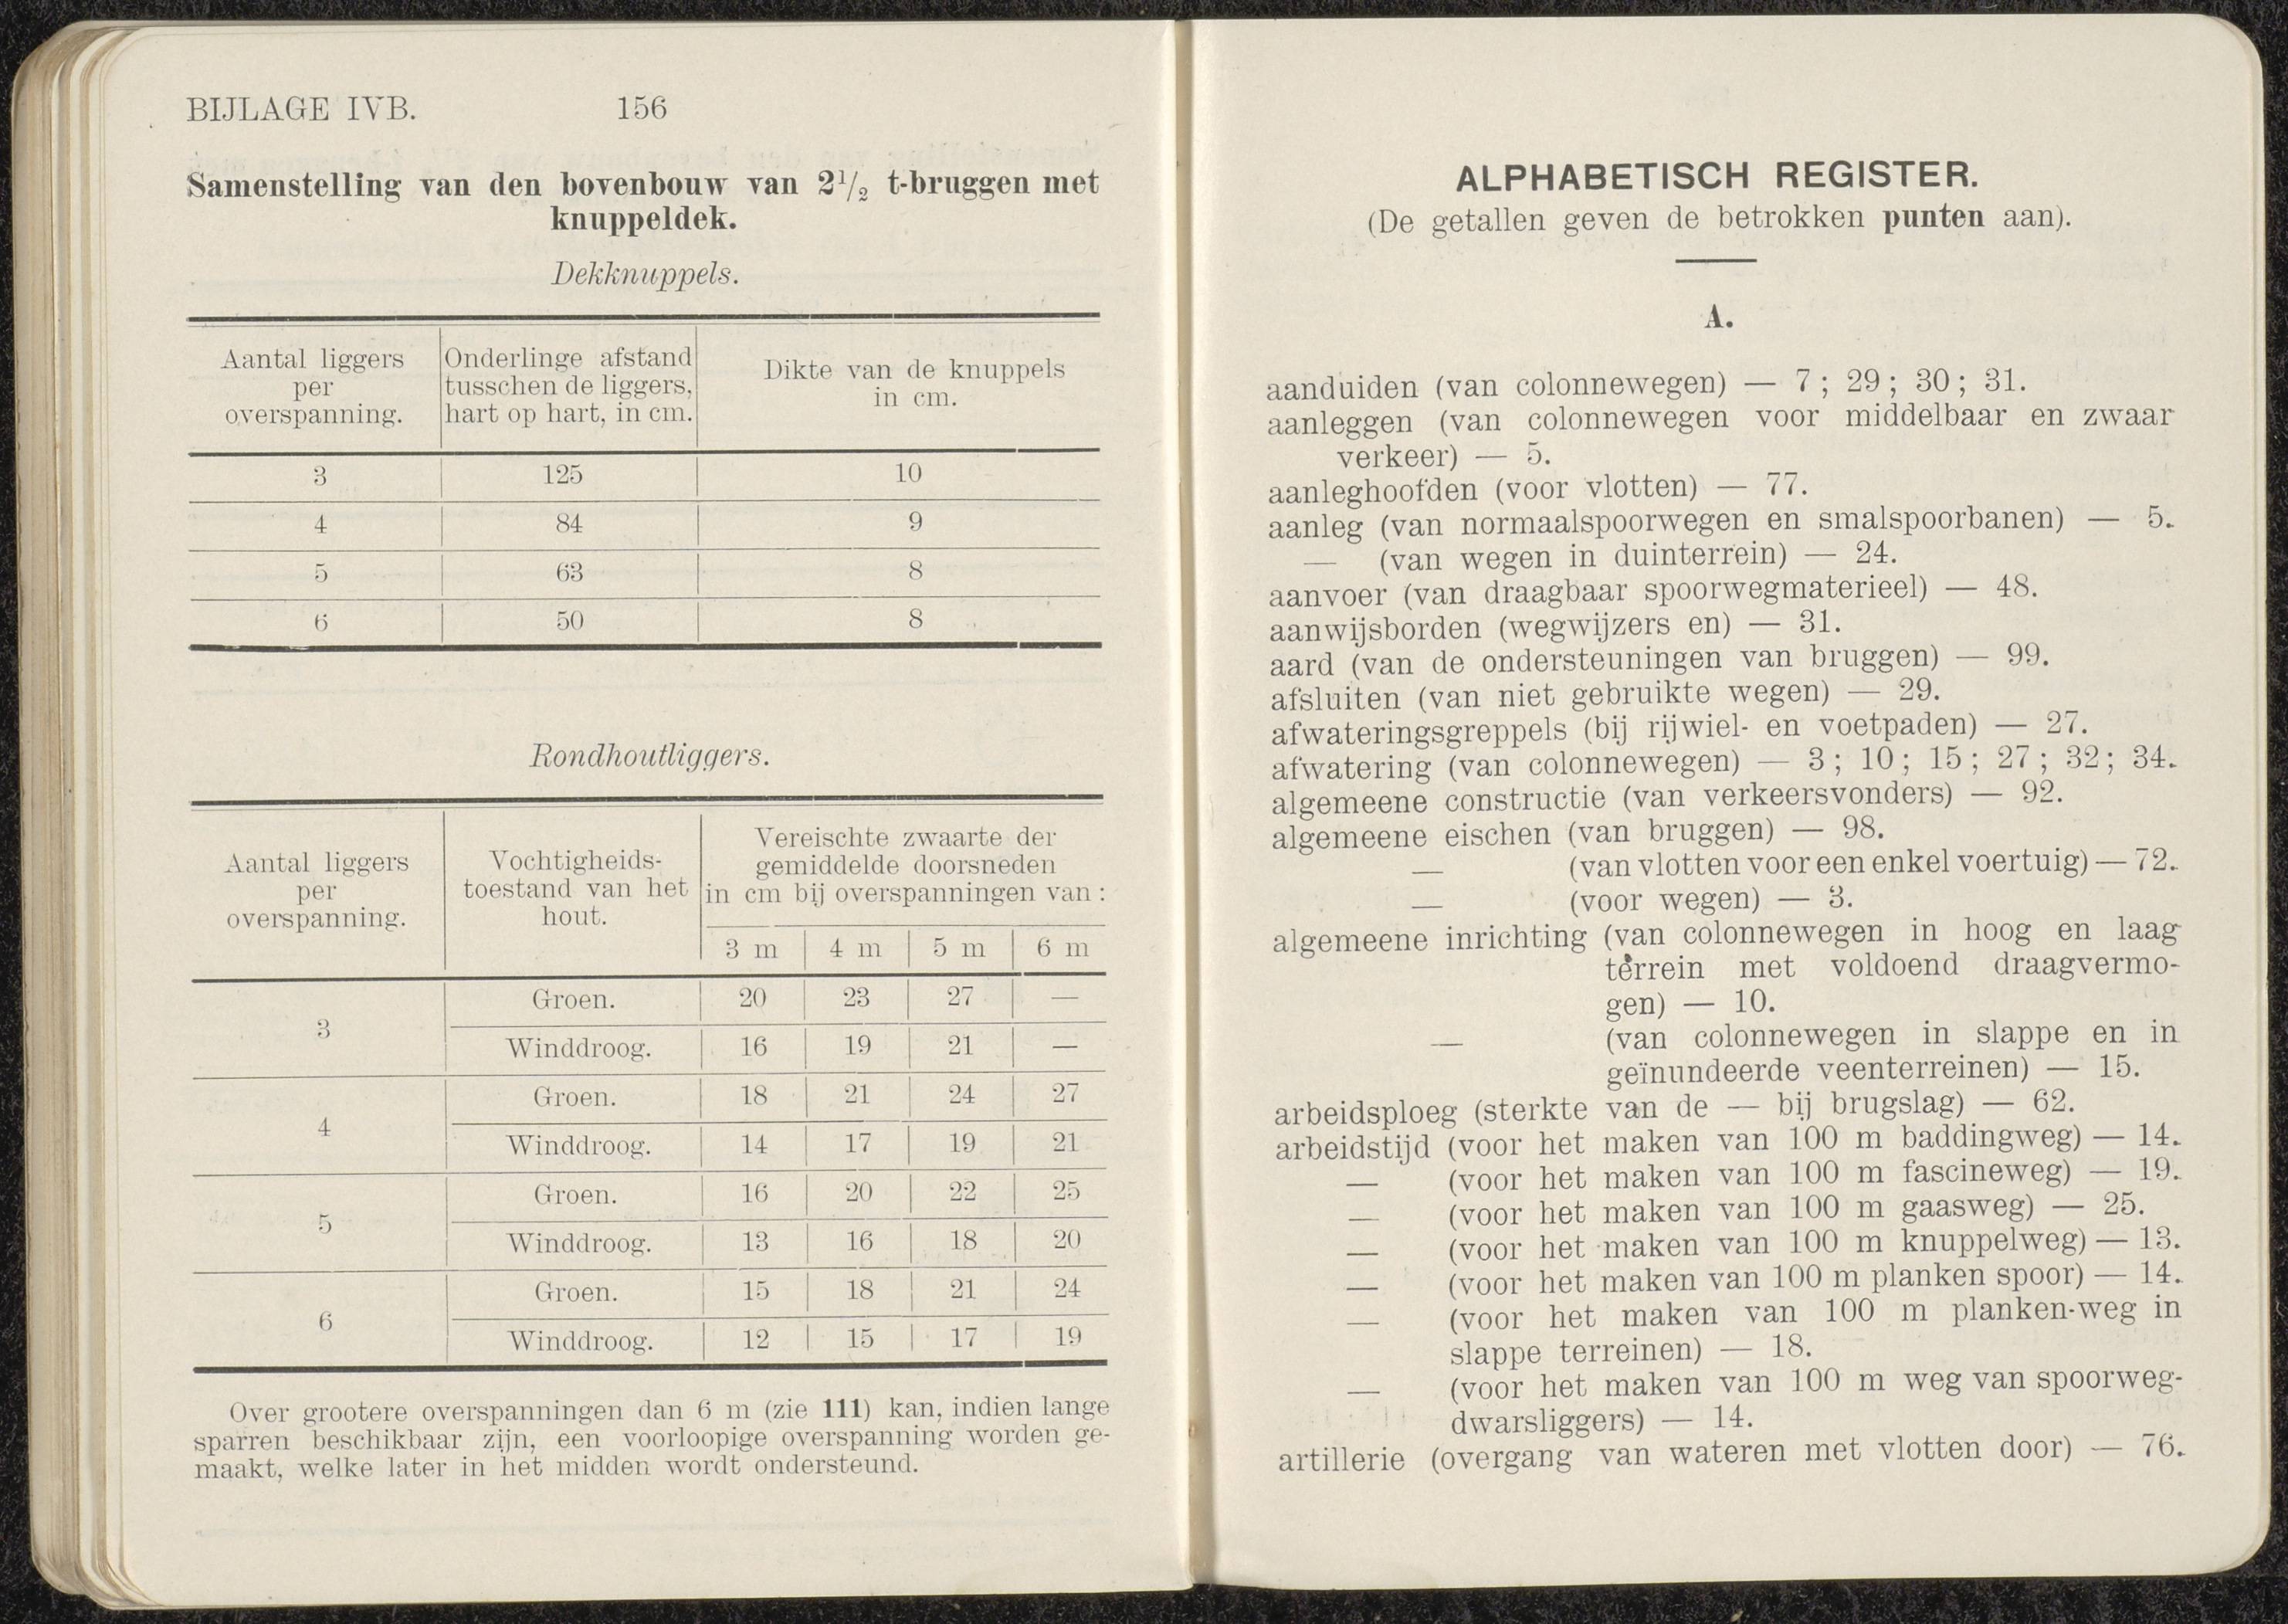 BIJLAGE IVB. 156
Samenstelling van den bovenbouw van 2 1/2 t-bruggen met
knuppeldek.
Dekknuppels.
Aantal liggers per overspanning. | Onderlinge afstand tusschen de liggers, hart op hart, in cm. | Dikte van de knuppels in cm.
3 | 125 | 10
4 | 84 | 9
5 | 63 | 8
6 | 50 | 8
Rondhoutliggers.
Aantal liggers per overspanning. | Vochtigheids-toestand van het hout. | Vereischte zwaarte der gemiddelde doorsneden in cm bij overspanningen van :
3 m | 4 m | 5 m | 6 m
3 | Groen. | 20 | 23 | 27 | —
Winddroog. | 16 | 19 | 21 | —
4 | Groen. | 18 | 21 | 24 | 27
Winddroog. | 14 | 17 | 19 | 21
5 | Groen. | 16 | 20 | 22 | 25
Winddroog. | 13 | 16 | 18 | 20
6 | Groen. | 15 | 18 | 21 | 24
Winddroog. | 12 | 15 | 17 | 19
Over grootere overspanningen dan 6 m (zie 111) kan, indien lange
sparren beschikbaar zijn, een voorloopige overspanning worden ge-
maakt, welke later in het midden wordt ondersteund.
ALPHABETISCH REGISTER.
(De getallen geven de betrokken punten aan).
A.
aanduiden (van colonnewegen) — 7; 29; 30; 31.
aanleggen (van colonnewegen voor middelbaar en zwaar
verkeer) — 5.
aanleghoofden (voor vlotten) — 77.
aanleg (van normaalspoorwegen en smalspoorbanen) — 5.
— (van wegen in duinterrein) — 24.
aanvoer (van draagbaar spoorwegmaterieel) — 48.
aanwijsborden (wegwijzers en) — 31.
aard (van de ondersteuningen van bruggen) — 99.
afsluiten (van niet gebruikte wegen) — 29.
afwateringsgreppels (bij rijwiel- en voetpaden) — 27.
afwatering (van colonnewegen) — 3; 10; 15; 27; 32; 34.
algemeene constructie (van verkeersvonders) — 92.
algemeene eischen (van bruggen) — 98.
— (van vlotten voor een enkel voertuig) — 72.
— (voor wegen) — 3.
algemeene inrichting (van colonnewegen in hoog en laag
terrein met voldoend draagvermo-
gen) — 10.
— (van colonnewegen in slappe en in
geïnundeerde veenterreinen) — 15.
arbeidsploeg (sterkte van de — bij brugslag) — 62.
arbeidstijd (voor het maken van 100 m baddingweg) — 14.
— (voor het maken van 100 m fascineweg) — 19.
— (voor het maken van 100 m gaasweg) — 25.
— (voor het maken van 100 m knuppelweg) — 13.
— (voor het maken van 100 m planken spoor) — 14.
— (voor het maken van 100 m planken-weg in
slappe terreinen) — 18.
— (voor het maken van 100 m weg van spoorweg-
dwarsliggers) — 14.
artillerie (overgang van wateren met vlotten door) — 76.